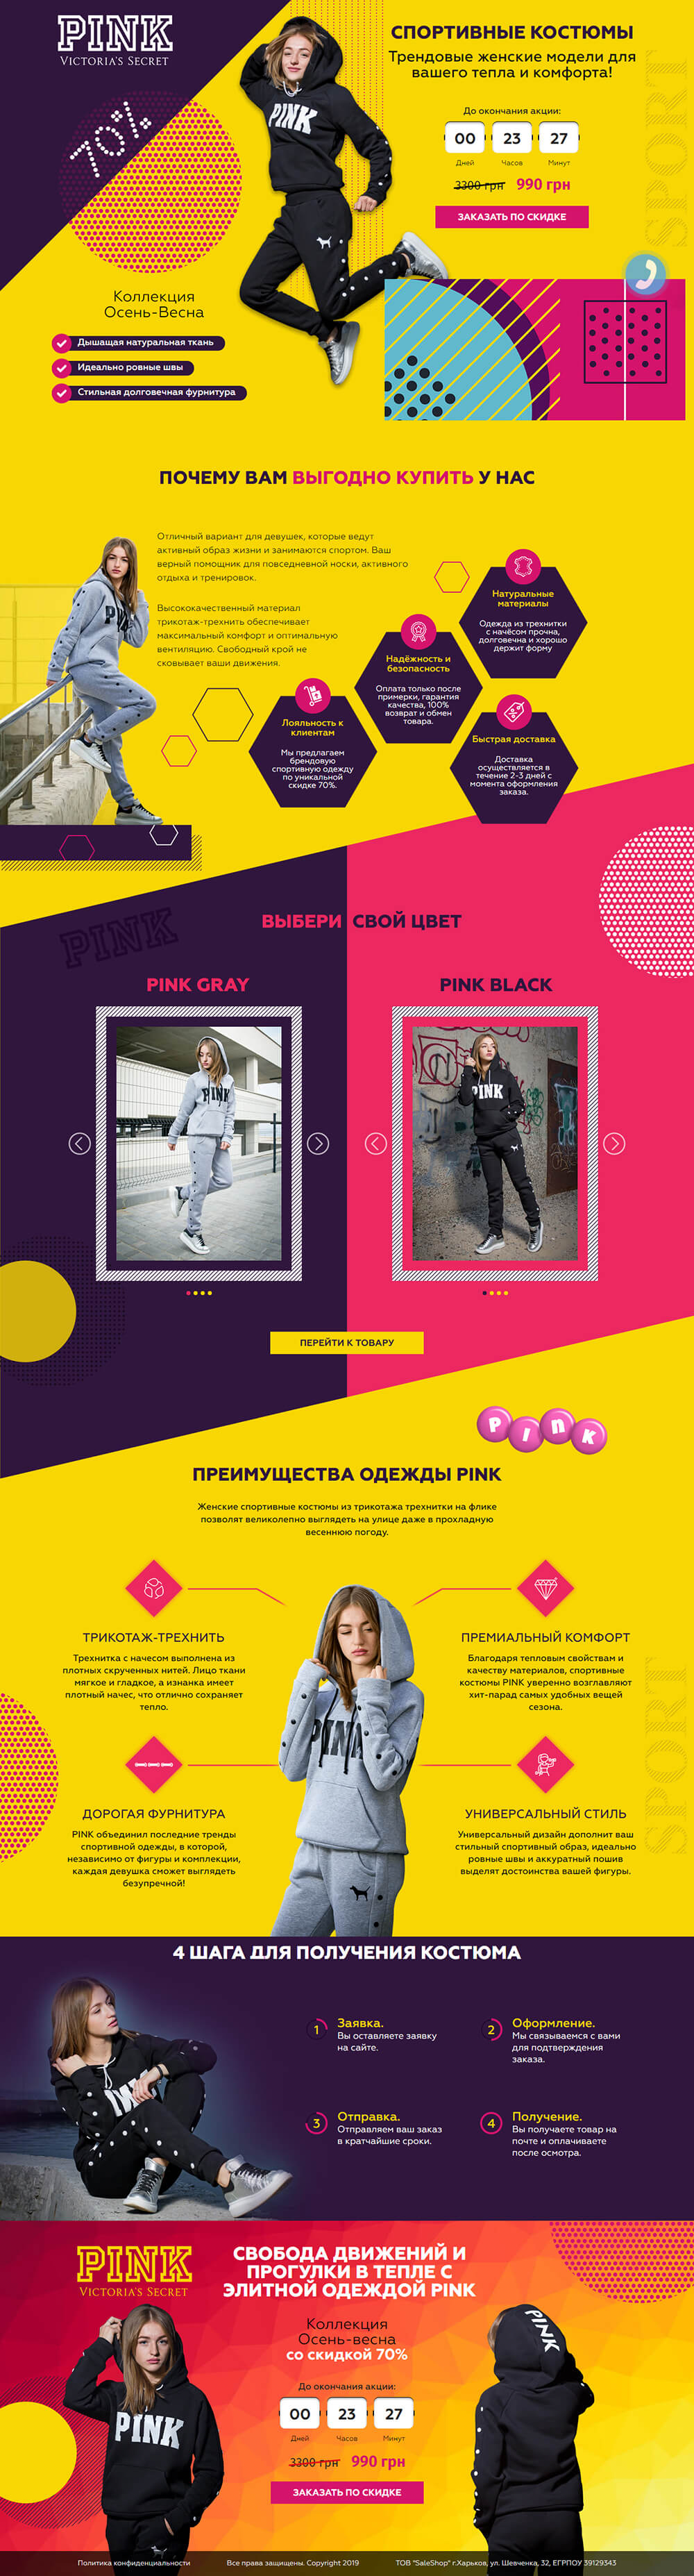 PINK
VICTORIA'S SECRET
70%
СПОРТИВНЫЕ КОСТЮМЫ
Трендовые женские модели для
вашего тепла и комфорта!
До окончания акции:
00 23 27
Дней Часов Минут
3300 грн 990 грн
ЗАКАЗАТЬ ПО СКИДКЕ
SPORT
PINK
Коллекция
Осень-Весна
Дышащая натуральная ткань
Идеально ровные швы
Стильная долговечная фурнитура
ПОЧЕМУ ВАМ ВЫГОДНО КУПИТЬ У НАС
Отличный вариант для девушек, которые ведут
активный образ жизни и занимаются спортом. Ваш
верный помощник для повседневной носки, активного
отдыха и тренировок.
Высококачественный материал
трикотаж-трехнить обеспечивает
максимальный комфорт и оптимальную
вентиляцию. Свободный крой не
сковывает ваши движения.
Натуральные
материалы
Одежда из трехнитки
с начёсом прочна,
долговечна и хорошо
держит форму
Надёжность и
безопасность
Оплата только после
примерки, гарантия
качества, 100%
возврат и обмен
товара.
Лояльность к
клиентам
Мы предлагаем
брендовую
спортивную одежду
по уникальной
скидке 70%.
Быстрая доставка
Доставка
осуществляется в
течение 2-3 дней с
момента оформления
заказа.
PINK
ВЫБЕРИ СВОЙ ЦВЕТ
PINK GRAY
PINK BLACK
PINK
PINK
ПЕРЕЙТИ К ТОВАРУ
PINK
ПРЕИМУЩЕСТВА ОДЕЖДЫ PINK
Женские спортивные костюмы из трикотажа трехнитки на флике
позволят великолепно выглядеть на улице даже в прохладную
весеннюю погоду.
ТРИКОТАЖ-ТРЕХНИТЬ
Трехнитка с начесом выполнена из
плотных скрученных нитей. Лицо ткани
мягкое и гладкое, а изнанка имеет
плотный начес, что отлично сохраняет
тепло.
ПРЕМИАЛЬНЫЙ КОМФОРТ
Благодаря тепловым свойствам и
качеству материалов, спортивные
костюмы PINK уверенно возглавляют
хит-парад самых удобных вещей
сезона.
PINK
SPORT
ДОРОГАЯ ФУРНИТУРА
PINK объединил последние тренды
спортивной одежды, в которой,
независимо от фигуры и комплекции,
каждая девушка сможет выглядеть
безупречной!
УНИВЕРСАЛЬНЫЙ СТИЛЬ
Универсальный дизайн дополнит ваш
стильный спортивный образ, идеально
ровные швы и аккуратный пошив
выделят достоинства вашей фигуры.
4 ШАГА ДЛЯ ПОЛУЧЕНИЯ КОСТЮМА
1 Заявка.
Вы оставляете заявку
на сайте.
2 Оформление.
Мы связываемся с вами
для подтверждения
заказа.
3 Отправка.
Отправляем ваш заказ
в кратчайшие сроки.
4 Получение.
Вы получаете товар на
почте и оплачиваете
после осмотра.
PINK
VICTORIA'S SECRET
СВОБОДА ДВИЖЕНИЙ И
ПРОГУЛКИ В ТЕПЛЕ С
ЭЛИТНОЙ ОДЕЖДОЙ PINK
Коллекция
Осень-весна
со скидкой 70%
До окончания акции:
00 23 27
Дней Часов Минут
3300 грн 990 грн
ЗАКАЗАТЬ ПО СКИДКЕ
PINK
PINK
Политика конфиденциальности
Все права защищены. Copyright 2019
ТОВ "SaleShop" г.Харьков, ул. Шевченка, 32, ЕГРПОУ 39129343